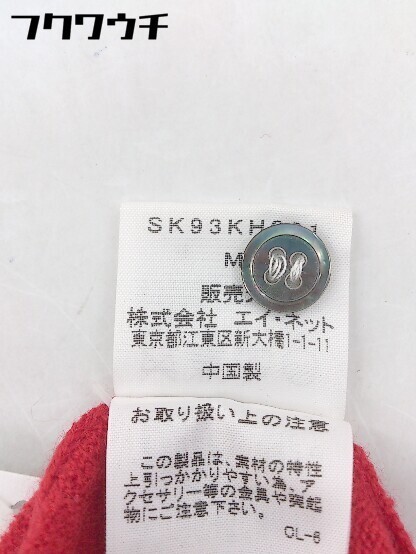 フクワウチ
SK93KH
M
販売
株式会社 エイ・ネット
東京都江東区新大橋1-1-11
中国製
お取り扱い上の注意
この製品は、素材の特性
上引っかかりやすい為、ア
クセサリー等の金具や突起
物にご注意下さい。
CL-6